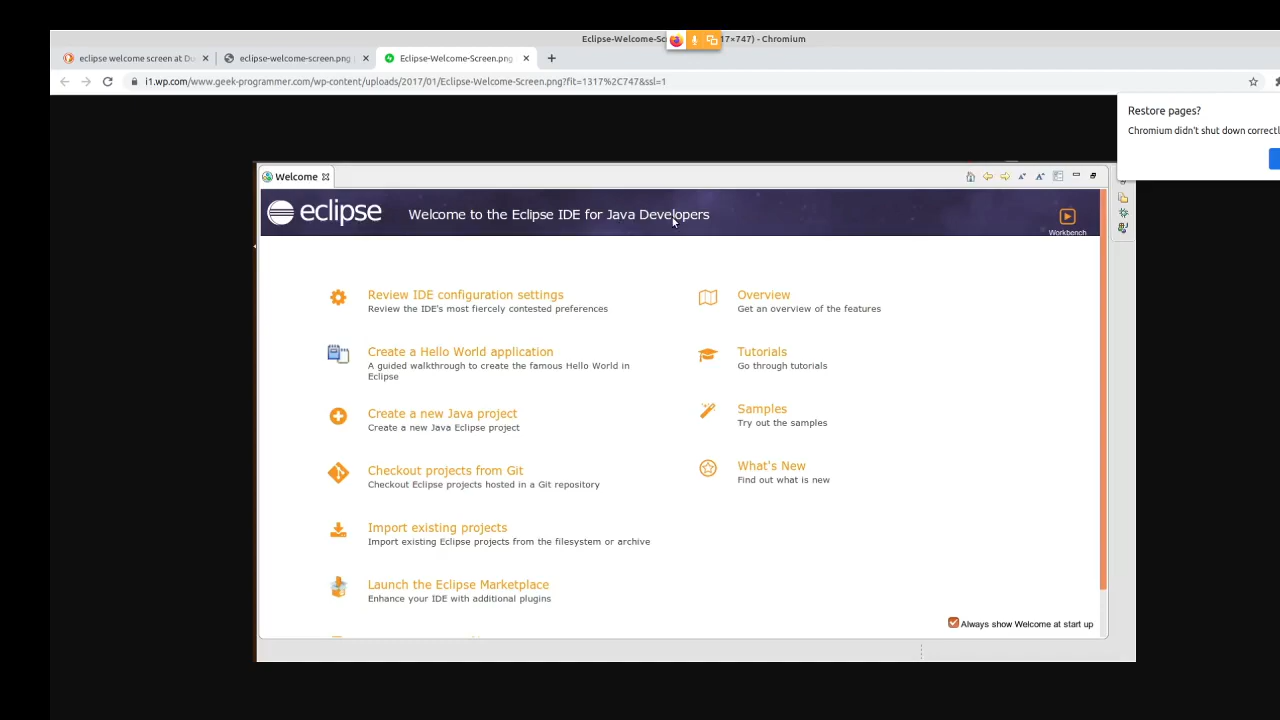 Eclipse-Welcome-Sc
17×747) - Chromium
eclipse welcome screen at Du
eclipse-welcome-screen.png
Eclipse-Welcome-Screen.png
i1.wp.com/www.geek-programmer.com/wp-content/uploads/2017/01/Eclipse-Welcome-Screen.png?fit=1317%2C747&ssl=1
Restore pages?
Chromium didn't shut down correctl
Welcome
eclipse
Welcome to the Eclipse IDE for Java Developers
Workbench
Review IDE configuration settings
Review the IDE's most fiercely contested preferences
Create a Hello World application
A guided walkthrough to create the famous Hello World in
Eclipse
Create a new Java project
Create a new Java Eclipse project
Checkout projects from Git
Checkout Eclipse projects hosted in a Git repository
Import existing projects
Import existing Eclipse projects from the filesystem or archive
Launch the Eclipse Marketplace
Enhance your IDE with additional plugins
Overview
Get an overview of the features
Tutorials
Go through tutorials
Samples
Try out the samples
What's New
Find out what is new
Always show Welcome at start up